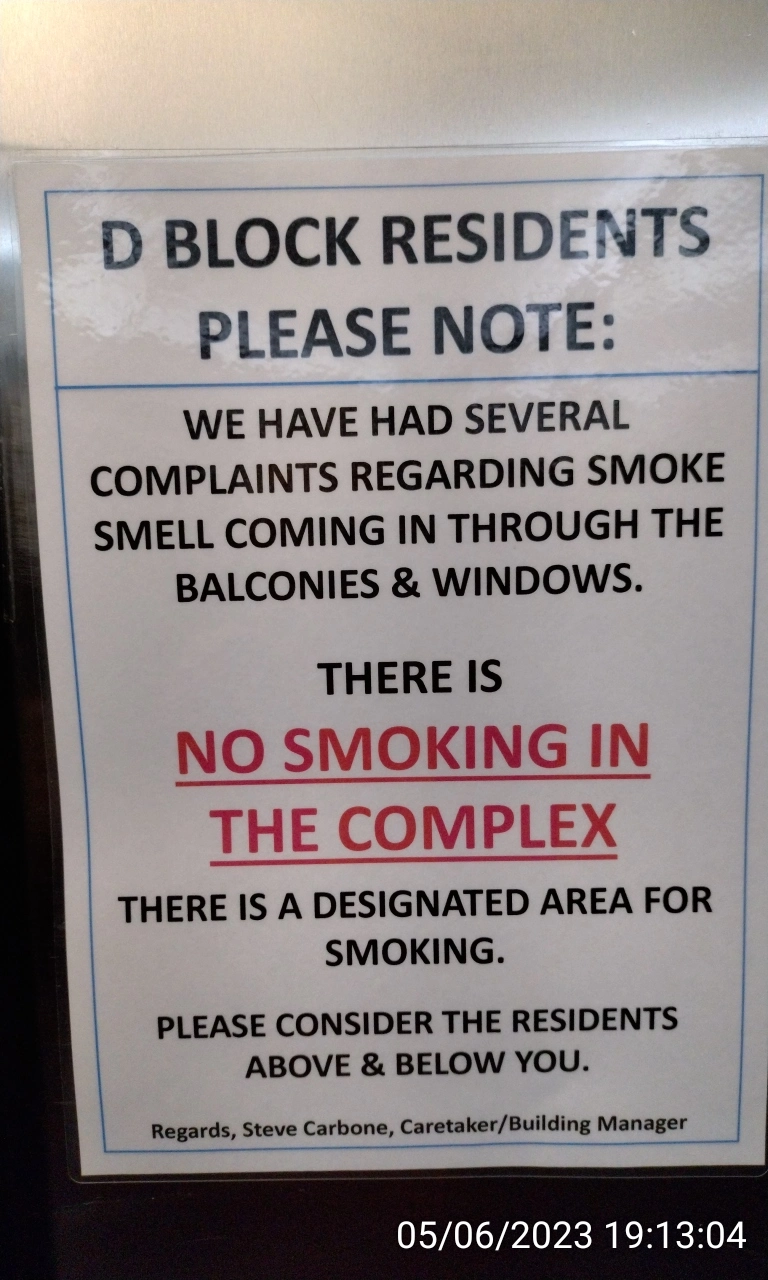 D BLOCK RESIDENTS
PLEASE NOTE:
WE HAVE HAD SEVERAL
COMPLAINTS REGARDING SMOKE
SMELL COMING IN THROUGH THE
BALCONIES & WINDOWS.
THERE IS
NO SMOKING IN
THE COMPLEX
THERE IS A DESIGNATED AREA FOR
SMOKING.
PLEASE CONSIDER THE RESIDENTS
ABOVE & BELOW YOU.
Regards, Steve Carbone, Caretaker/Building Manager
05/06/2023 19:13:04